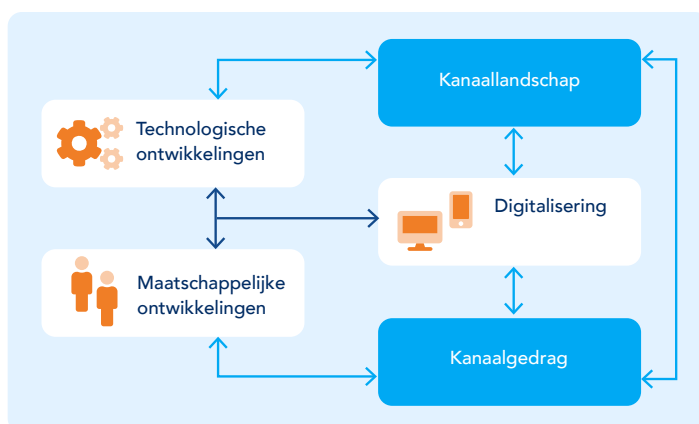 Kanaallandschap
Technologische
ontwikkelingen
Digitalisering
Maatschappelijke
ontwikkelingen
Kanaalgedrag